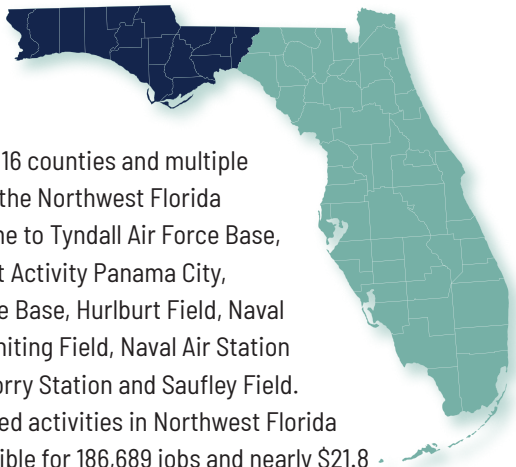 16 counties and multiple
the Northwest Florida
ne to Tyndall Air Force Base,
t Activity Panama City,
e Base, Hurlburt Field, Naval
hiting Field, Naval Air Station
orry Station and Saufley Field.
ed activities in Northwest Florida
ible for 186,689 jobs and nearly $21.8